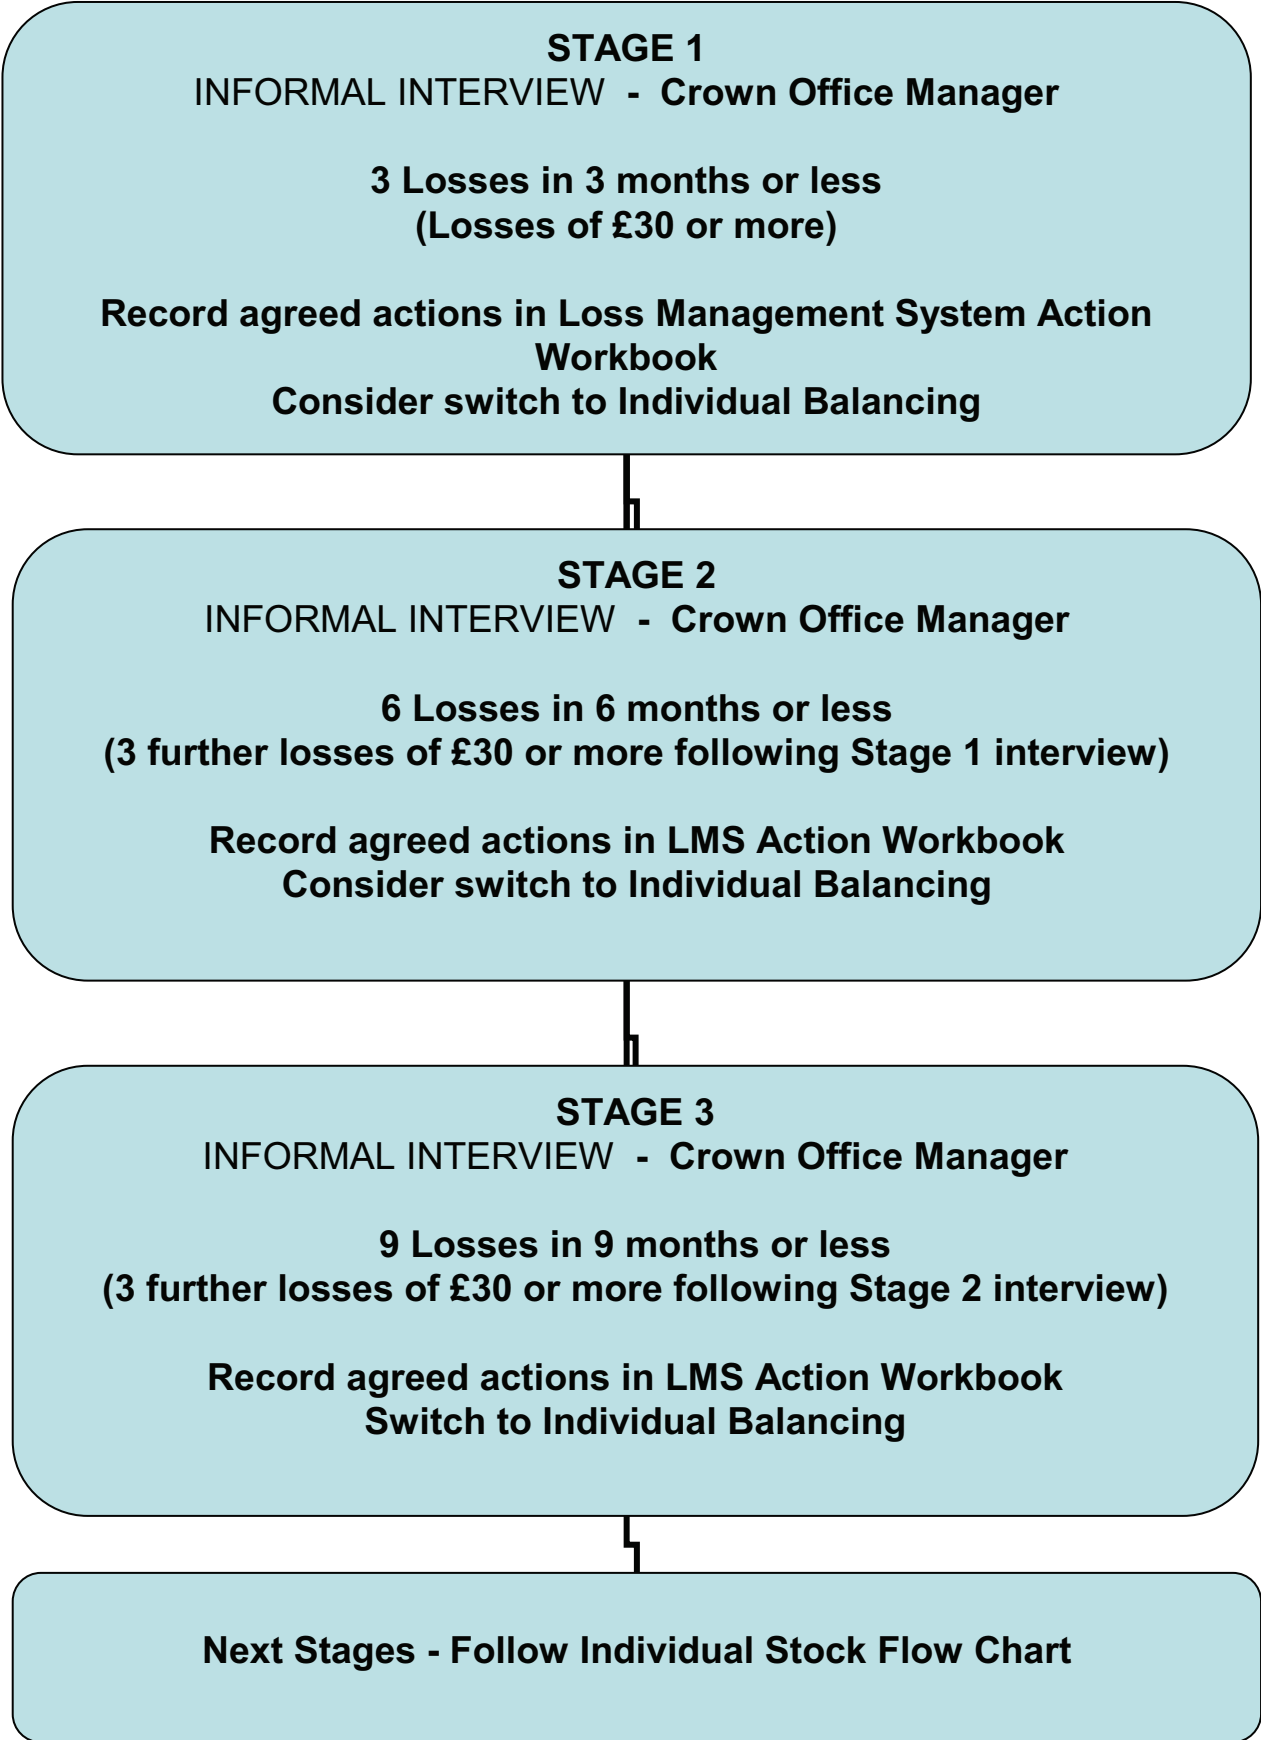 STAGE 1
INFORMAL INTERVIEW - Crown Office Manager
3 Losses in 3 months or less
(Losses of £30 or more)
Record agreed actions in Loss Management System Action
Workbook
Consider switch to Individual Balancing
STAGE 2
INFORMAL INTERVIEW - Crown Office Manager
6 Losses in 6 months or less
(3 further losses of £30 or more following Stage 1 interview)
Record agreed actions in LMS Action Workbook
Consider switch to Individual Balancing
STAGE 3
INFORMAL INTERVIEW - Crown Office Manager
9 Losses in 9 months or less
(3 further losses of £30 or more following Stage 2 interview)
Record agreed actions in LMS Action Workbook
Switch to Individual Balancing
Next Stages - Follow Individual Stock Flow Chart